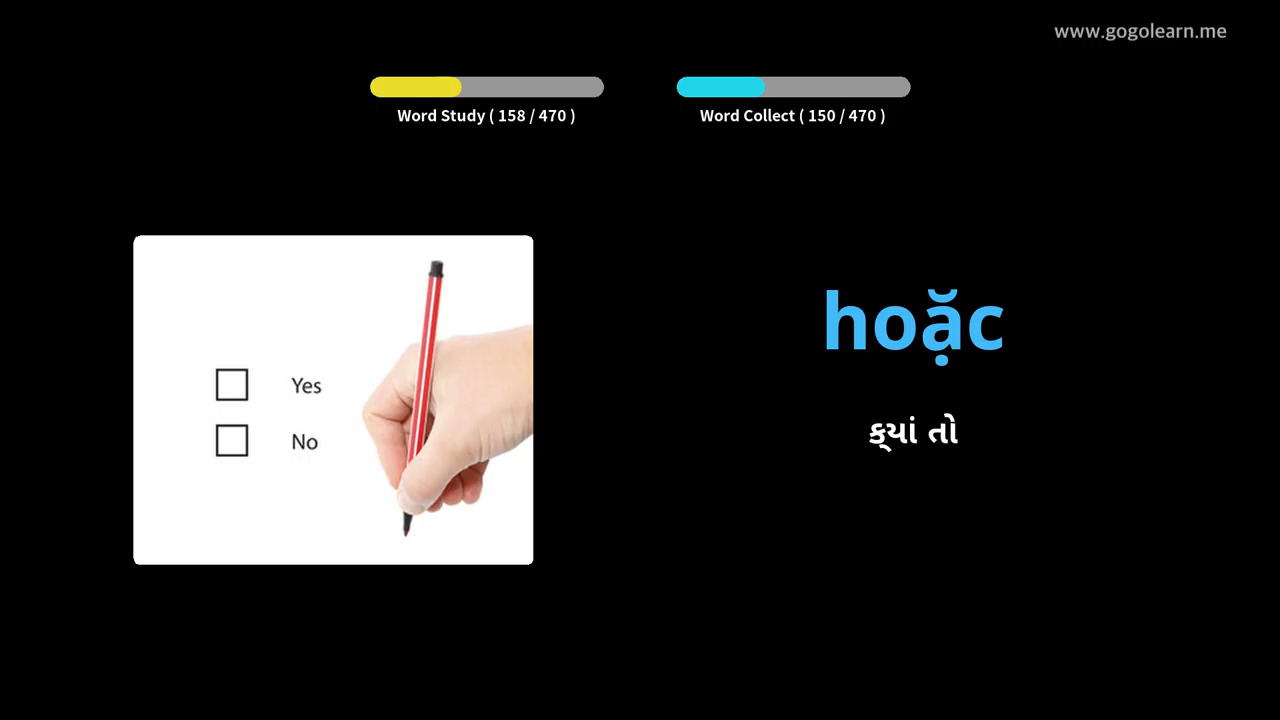 www.gogolearn.me
Word Study ( 158 / 470 )
Word Collect ( 150 / 470 )
Yes
No
hoặc
ક્યાં તો